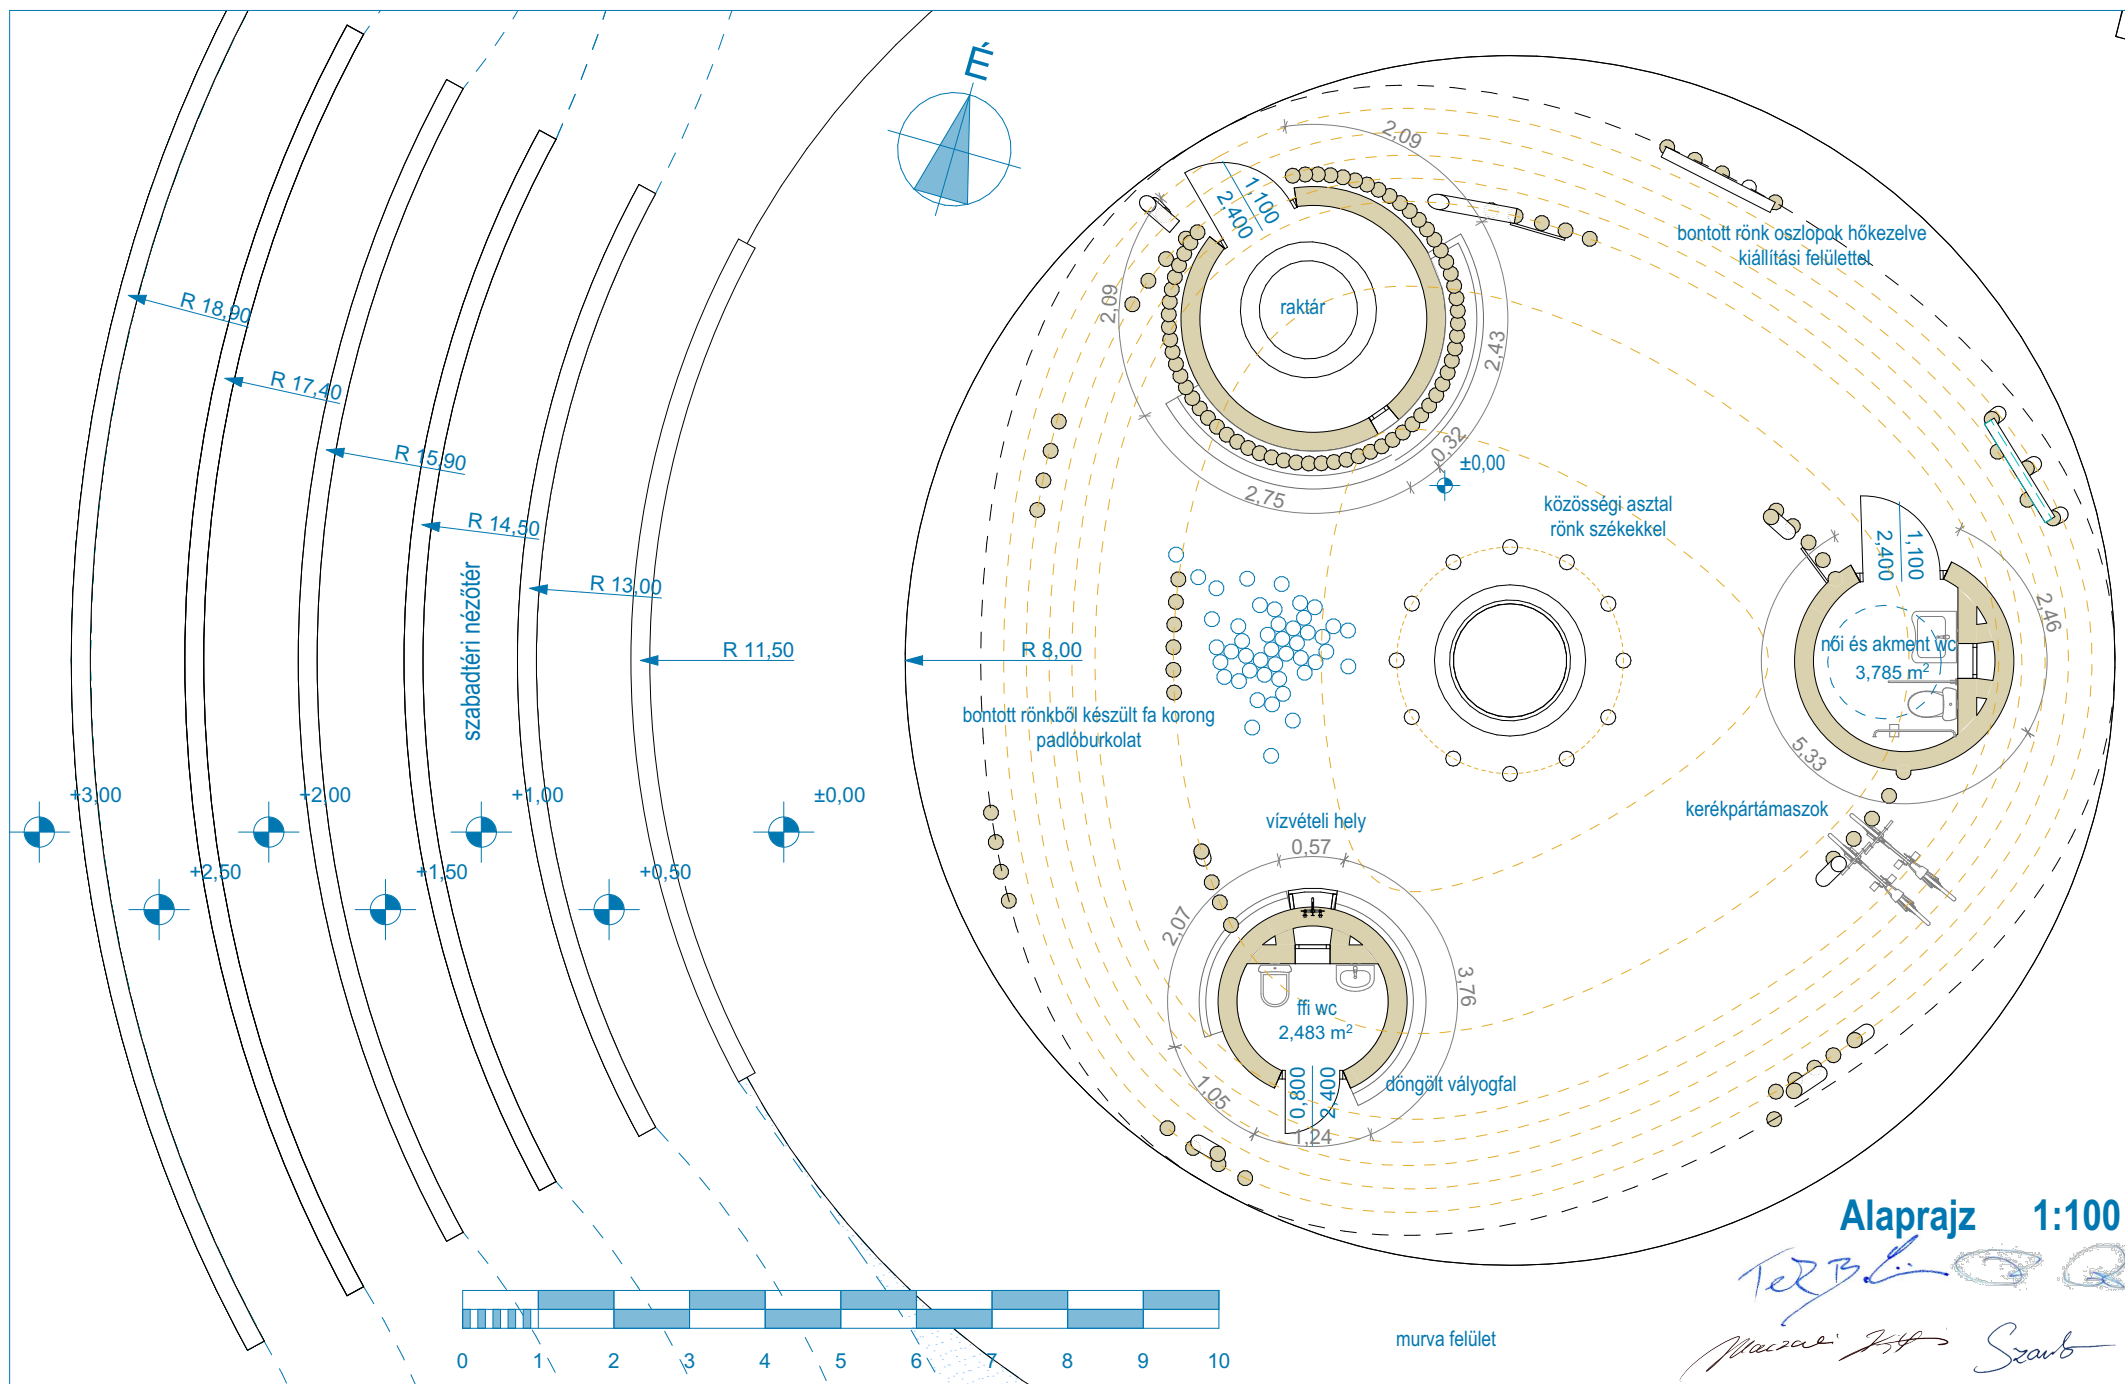 É
2,09
1,100
2,400
bontott rönk oszlopok hőkezelve
kiállítási felülettel
R 18,90
2,09
raktár
2,43
R 17,40
0,32
±0,00
R 15,90
2,75
közösségi asztal
rönk székekkel
R 14,50
1,100
2,400
szabadtéri nézőtér
R 13,00
2,46
női és akment wc
3,785 m²
R 11,50
R 8,00
bontott rönkből készült fa korong
padlóburkolat
5,33
+3,00
+2,00
+1,00
±0,00
kerékpártámaszok
vízvételi hely
0,57
+2,50
+1,50
+0,50
2,07
3,76
ffi wc
2,483 m²
1,05
0,800
2,400
döngölt vályogfal
1,24
Alaprajz 1:100
murva felület
0 1 2 3 4 5 6 7 8 9 10